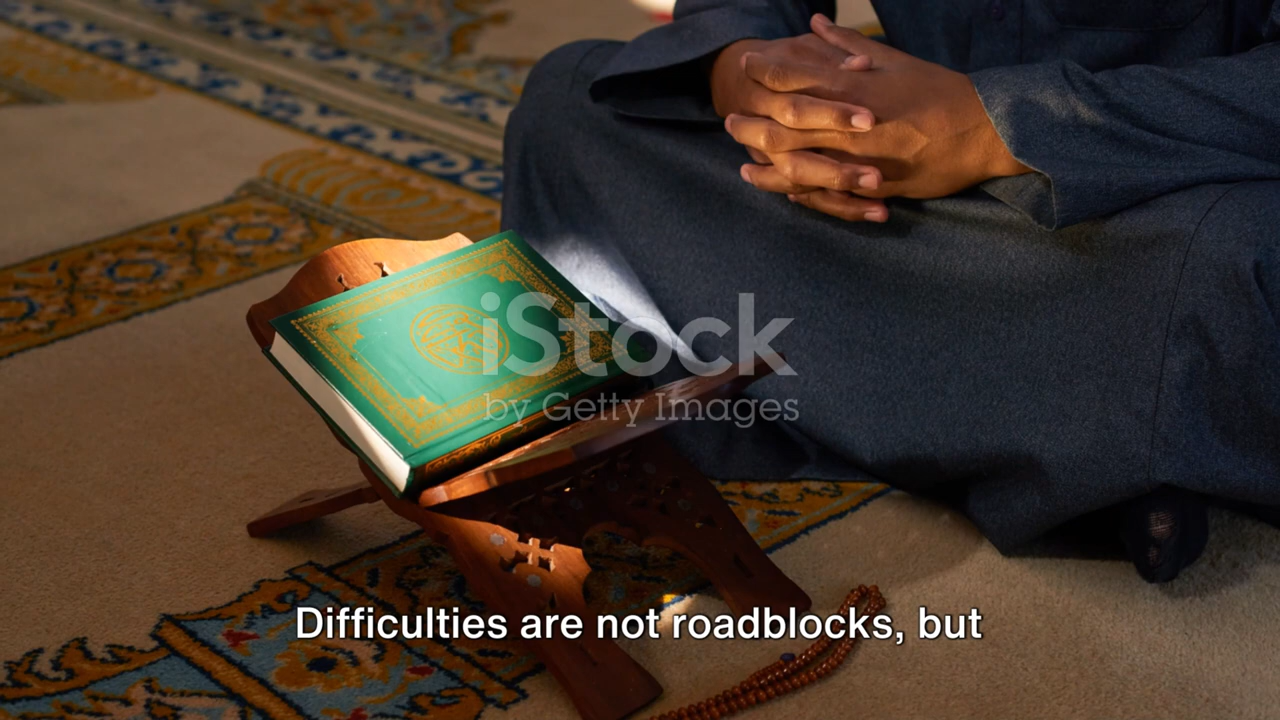 iStock
by Getty Images
Difficulties are not roadblocks, but